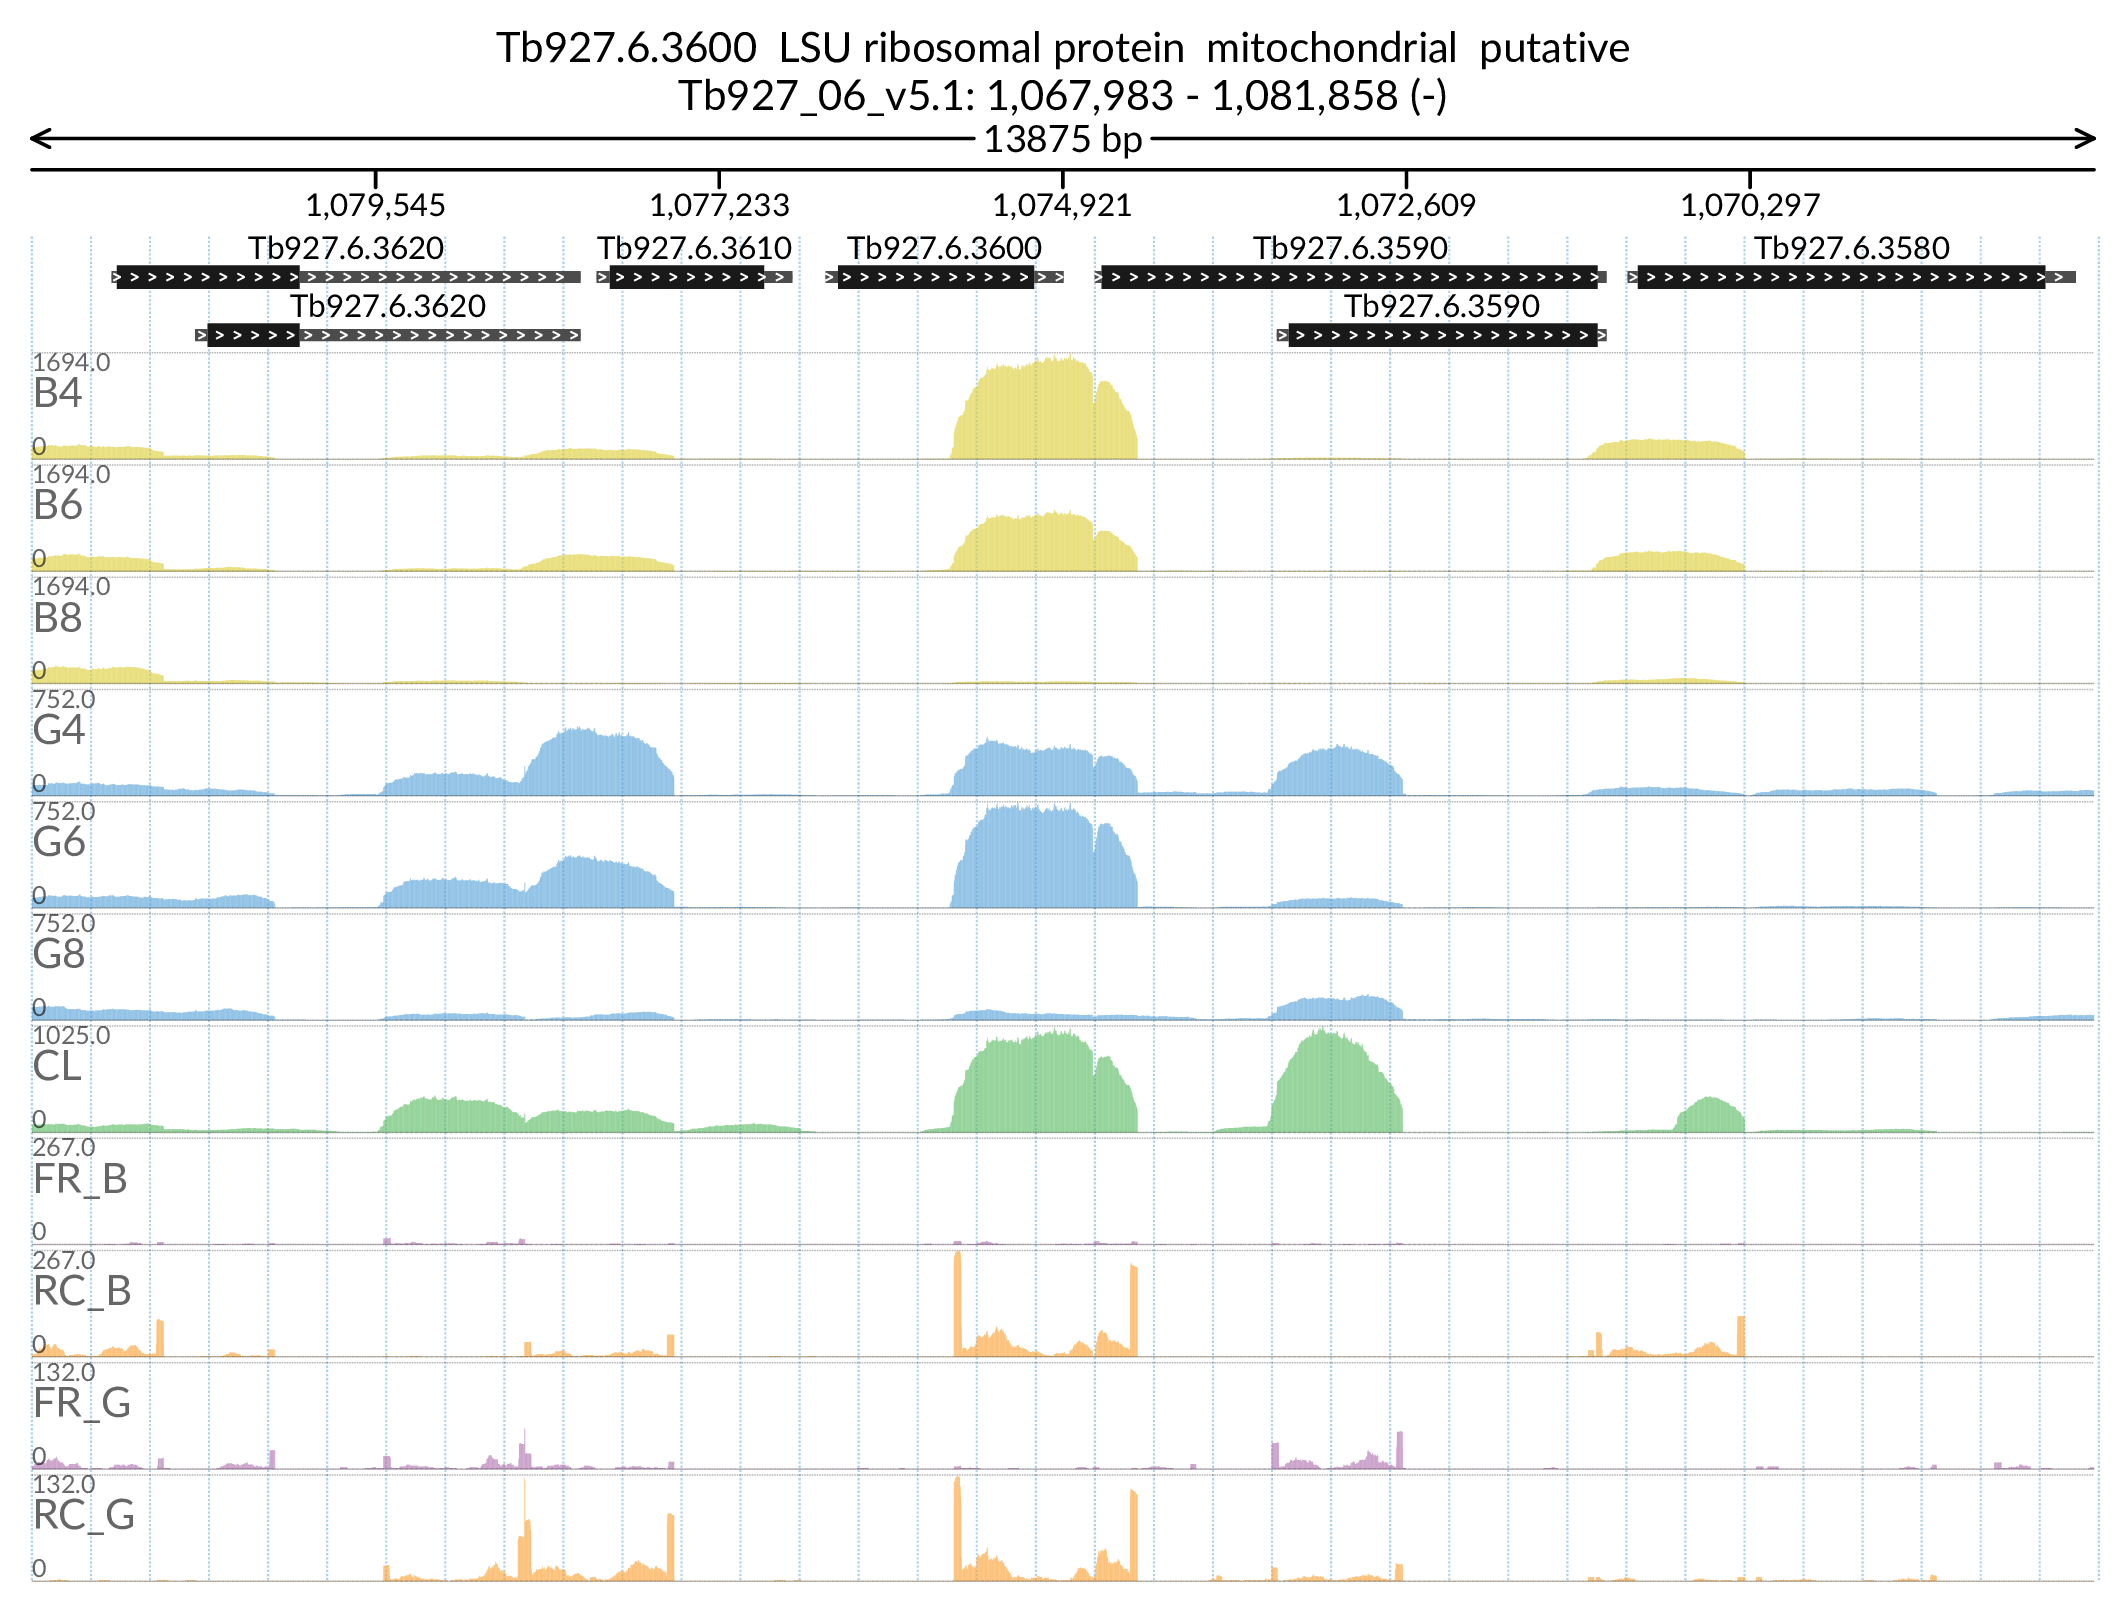 Tb927.6.3600  LSU ribosomal protein  mitochondrial  putative
Tb927_06_v5.1: 1,067,983 - 1,081,858 (-)
13875 bp
1,079,545 1,077,233 1,074,921 1,072,609 1,070,297
Tb927.6.3620 Tb927.6.3610 Tb927.6.3600 Tb927.6.3590 Tb927.6.3580
Tb927.6.3620 Tb927.6.3590
1694.0
B4
0
1694.0
B6
0
1694.0
B8
0
752.0
G4
0
752.0
G6
0
752.0
G8
0
1025.0
CL
0
267.0
FR_B
0
267.0
RC_B
0
132.0
FR_G
0
132.0
RC_G
0